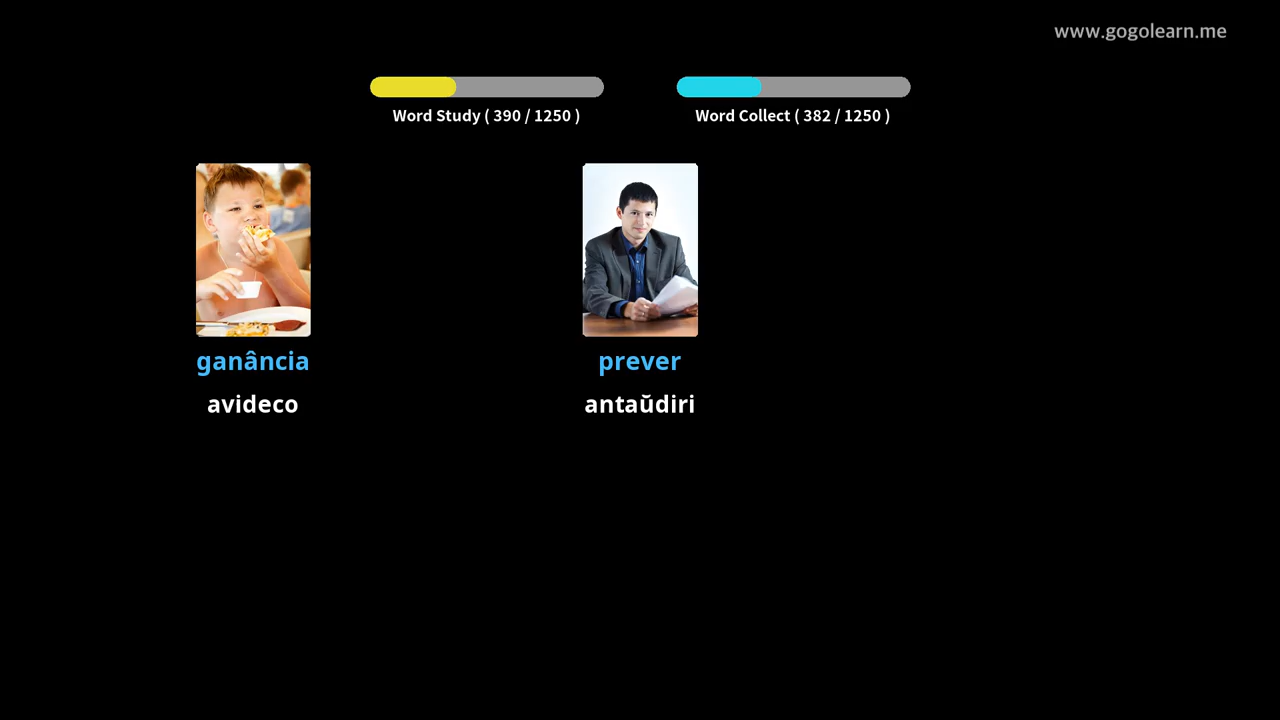 www.gogolearn.me
Word Study ( 390 / 1250 )
Word Collect ( 382 / 1250 )
ganância
prever
avideco
antaŭdiri